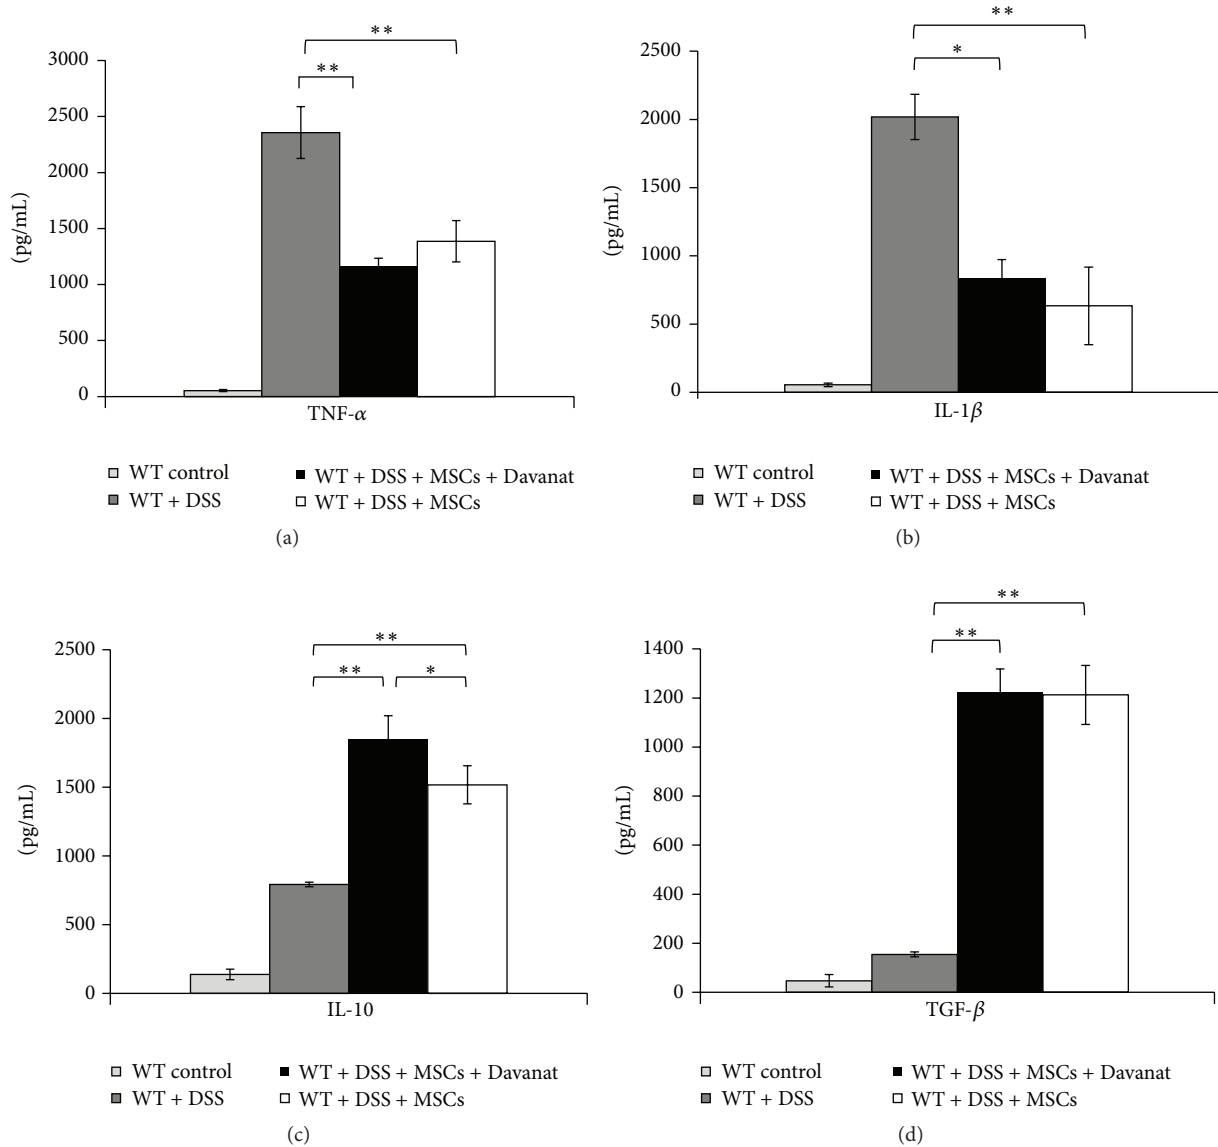 **
**
3000
2500
2000
1500
1000
500
0
(pg/mL)
TNF-α
WT control
WT + DSS + MSCs + Davanat
WT + DSS
WT + DSS + MSCs
(a)
**
*
2500
2000
1500
1000
500
0
(pg/mL)
IL-1β
WT control
WT + DSS + MSCs + Davanat
WT + DSS
WT + DSS + MSCs
(b)
**
**
*
2500
2000
1500
1000
500
0
(pg/mL)
IL-10
WT control
WT + DSS + MSCs + Davanat
WT + DSS
WT + DSS + MSCs
(c)
**
**
1400
1200
1000
800
600
400
200
0
(pg/mL)
TGF-β
WT control
WT + DSS + MSCs + Davanat
WT + DSS
WT + DSS + MSCs
(d)